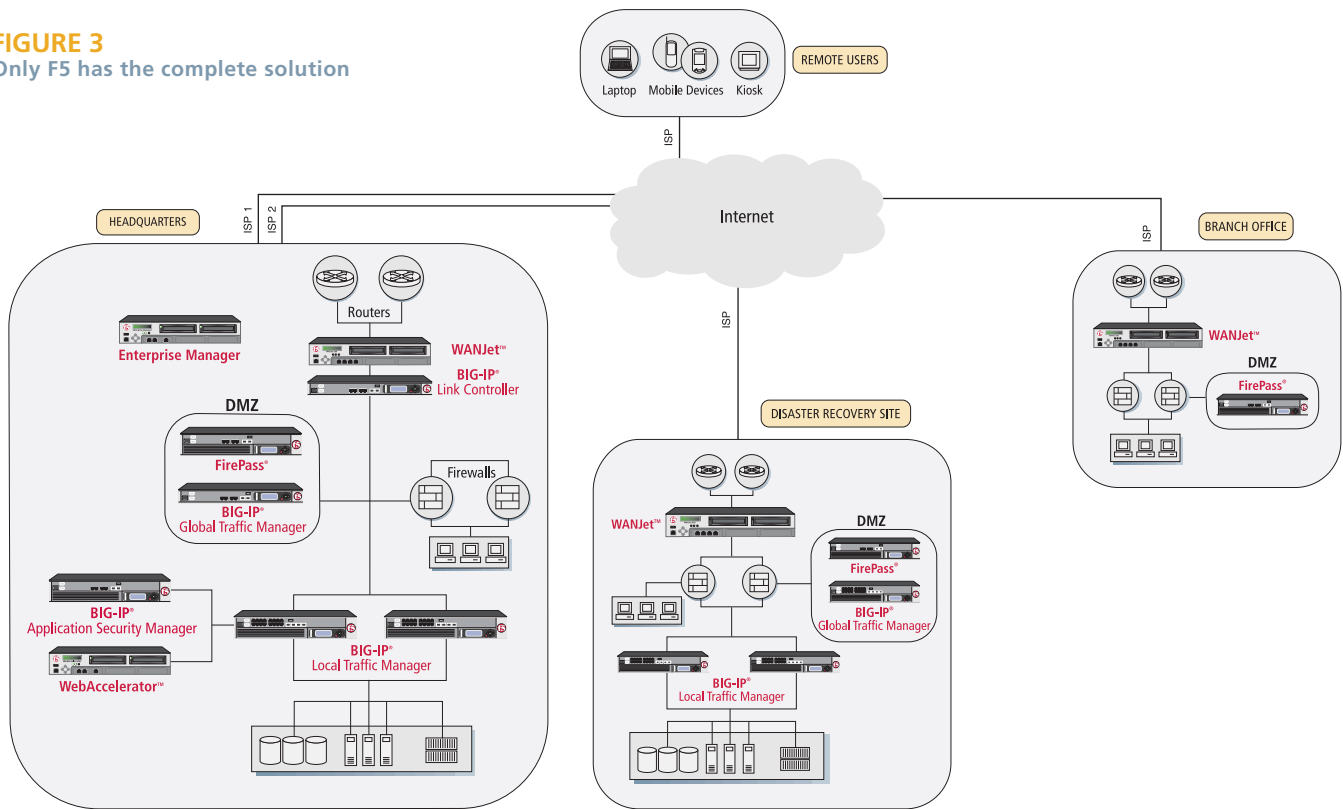 FIGURE 3
Only F5 has the complete solution
Laptop
Mobile Devices
Kiosk
REMOTE USERS
ISP
Internet
HEADQUARTERS
ISP 1
ISP 2
Routers
Enterprise Manager
WANJet™
BIG-IP®
Link Controller
DMZ
FirePass®
BIG-IP®
Global Traffic Manager
Firewalls
BIG-IP®
Application Security Manager
WebAccelerator™
BIG-IP®
Local Traffic Manager
ISP
DISASTER RECOVERY SITE
WANJet™
DMZ
FirePass®
BIG-IP®
Global Traffic Manager
BIG-IP®
Local Traffic Manager
ISP
BRANCH OFFICE
WANJet™
DMZ
FirePass®